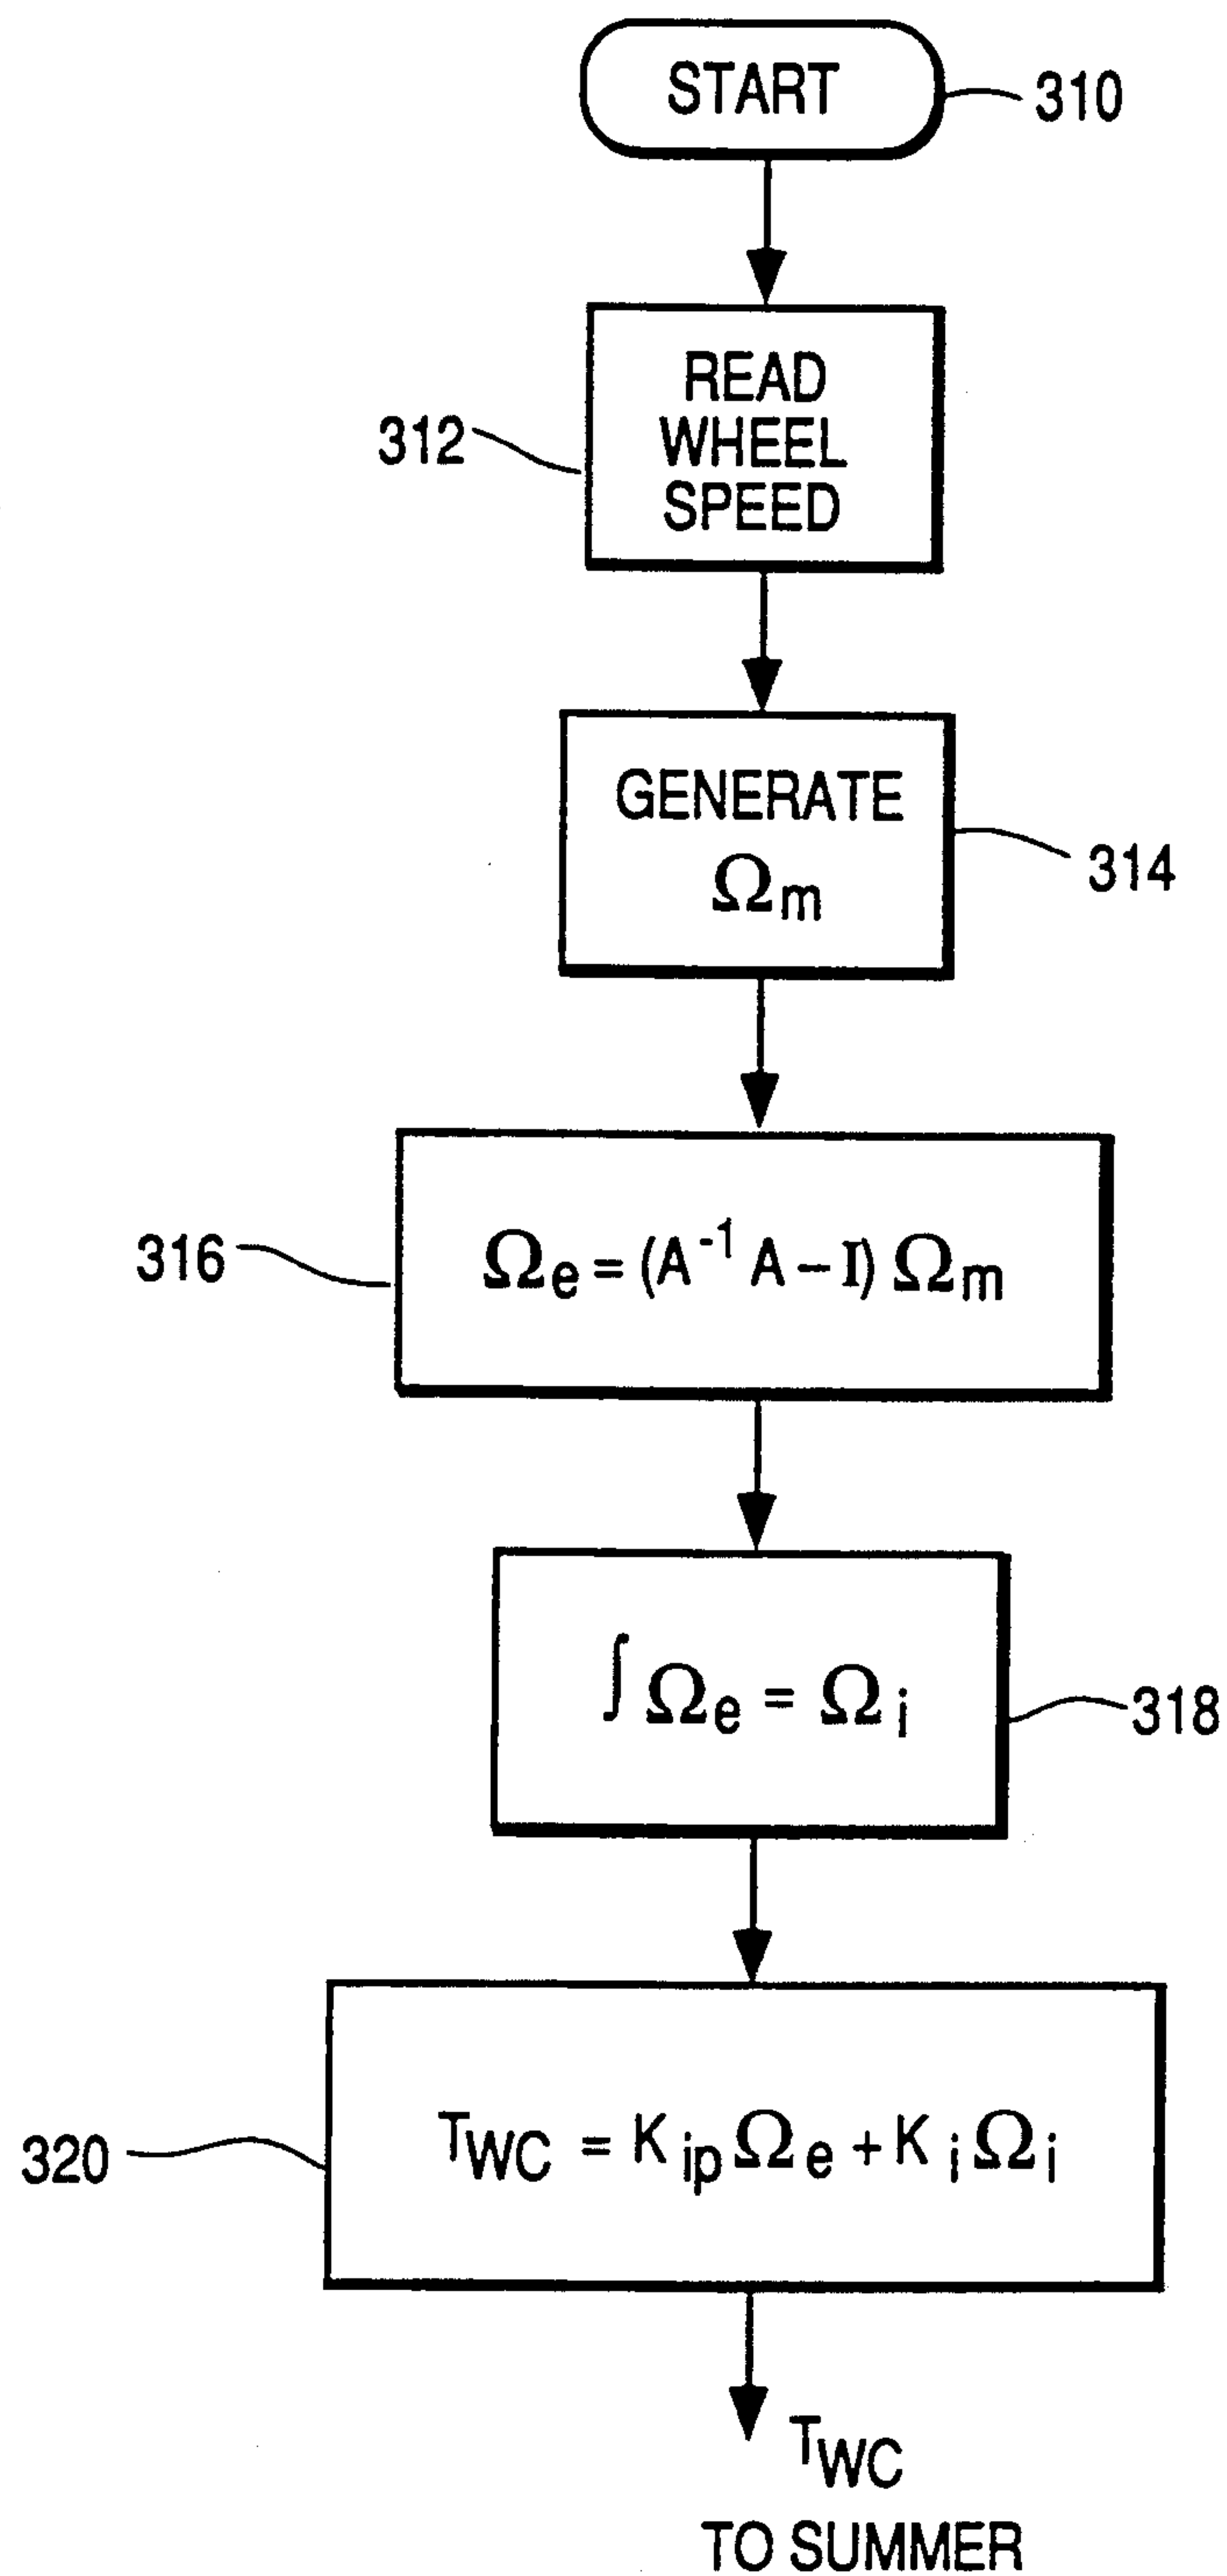 START
310
READ
WHEEL
SPEED
312
GENERATE
Ωm
314
Ωe = (A⁻¹ A – I) Ωm
316
∫ Ωe = Ωi
318
TWC = Kip Ωe + Ki Ωi
320
TWC
TO SUMMER